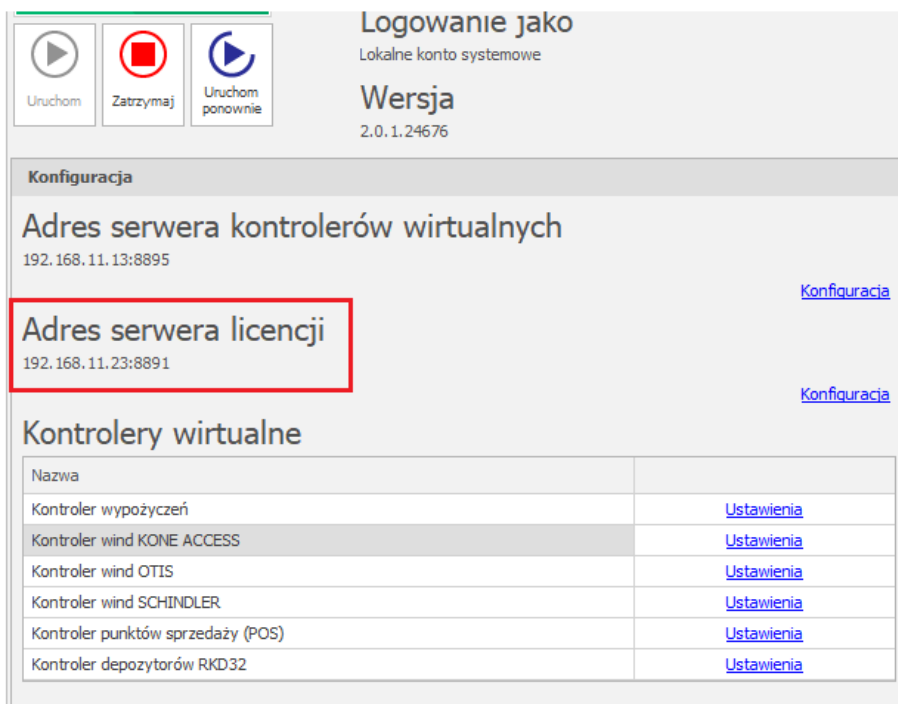 Logowanie jako
Lokalne konto systemowe
Uruchom
Zatrzymaj
Uruchom
ponownie
Wersja
2.0.1.24676
Konfiguracja
Adres serwera kontrolerów wirtualnych
192.168.11.13:8895
Konfiguracja
Adres serwera licencji
192.168.11.23:8891
Konfiguracja
Kontrolery wirtualne
Nazwa
Kontroler wypożyczeń Ustawienia
Kontroler wind KONE ACCESS Ustawienia
Kontroler wind OTIS Ustawienia
Kontroler wind SCHINDLER Ustawienia
Kontroler punktów sprzedaży (POS) Ustawienia
Kontroler depozytorów RKD32 Ustawienia